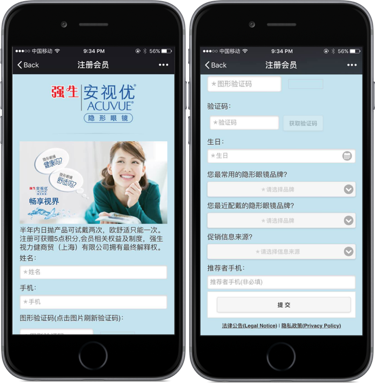 中国移动 9:34 PM 56%
Back 注册会员
强生 安视优
ACUVUE
隐形眼镜
畅享视界
半年内日抛产品可试戴两次，欧舒适只能一次。
注册可获赠5点积分,会员相关权益及制度，强生
视力健商贸（上海）有限公司拥有最终解释权。
姓华：
*姓名
手机：
*手机
图形验证码(点击图片刷新验证码)：
中国移动 9:34 PM 56%
Back 注册会员
*图形验证码
验证码：
*验证码 获取验证码
生日：
*生日
您最常用的隐形眼镜品牌？
*请选择品牌
您最近配戴的隐形眼镜品牌？
*请选择品牌
促销信息来源？
*请选择信息来源
推荐者手机：
推荐者手机(非必填)
提 交
法律公告(Legal Notice) | 隐私政策(Privacy Policy)